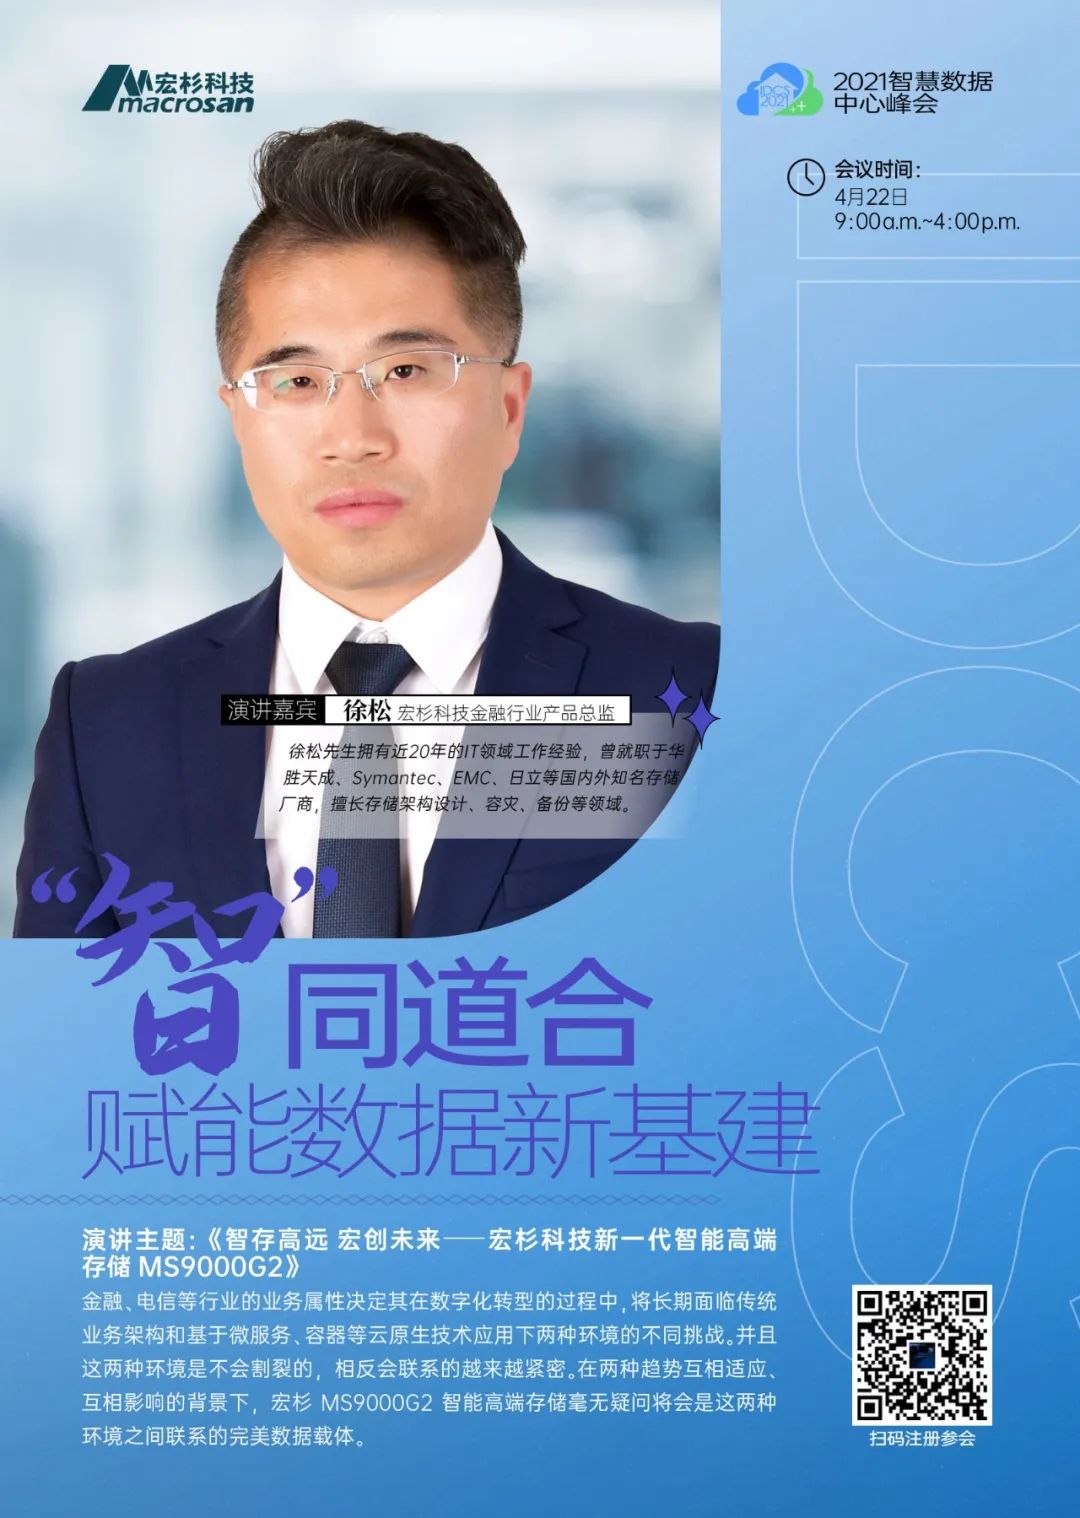 宏杉科技
macrosan
IDCS
2021
2021智慧数据
中心峰会
会议时间：
4月22日
9:00a.m.~4:00p.m.
IDCS
演讲嘉宾 徐松 宏杉科技金融行业产品总监
徐松先生拥有近20年的IT领域工作经验，曾就职于华
胜天成、Symantec、EMC、日立等国内外知名存储
厂商，擅长存储架构设计、容灾、备份等领域。
“智”同道合
赋能数据新基建
演讲主题：《智存高远 宏创未来——宏杉科技新一代智能高端
存储 MS9000G2》
金融、电信等行业的业务属性决定其在数字化转型的过程中，将长期面临传统
业务架构和基于微服务、容器等云原生技术应用下两种环境的不同挑战。并且
这两种环境是不会割裂的，相反会联系的越来越紧密。在两种趋势互相适应、
互相影响的背景下，宏杉 MS9000G2 智能高端存储毫无疑问将会是这两种
环境之间联系的完美数据载体。
扫码注册参会